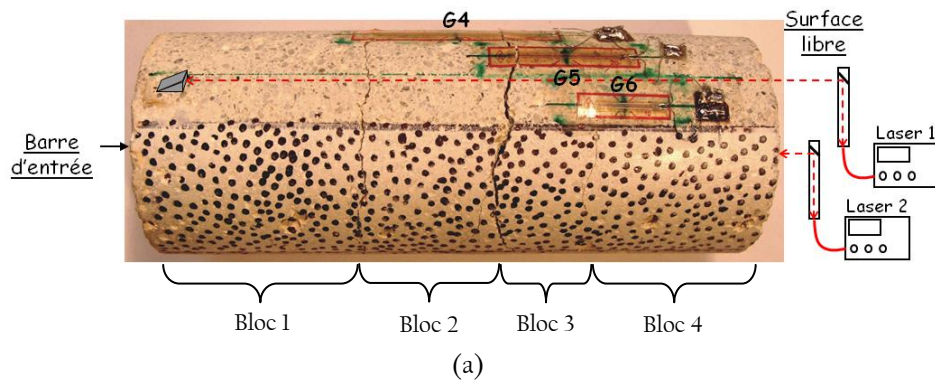 G4
Surface
libre
G5
G6
Barre
d'entrée
Laser 1
Laser 2
Bloc 1
Bloc 2
Bloc 3
Bloc 4
(a)